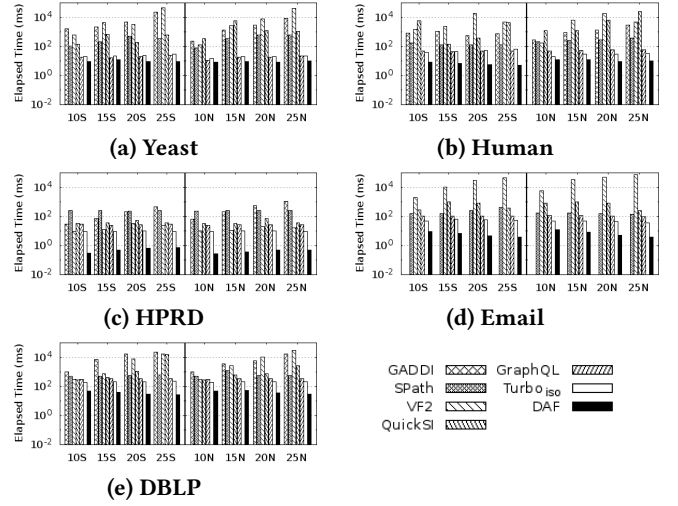 Elapsed Time (ms)
10⁴
10²
10⁰
10⁻²
10S 15S 20S 25S 10N 15N 20N 25N
(a) Yeast
Elapsed Time (ms)
10⁴
10²
10⁰
10⁻²
10S 15S 20S 25S 10N 15N 20N 25N
(b) Human
Elapsed Time (ms)
10⁴
10²
10⁰
10⁻²
10S 15S 20S 25S 10N 15N 20N 25N
(c) HPRD
Elapsed Time (ms)
10⁴
10²
10⁰
10⁻²
10S 15S 20S 25S 10N 15N 20N 25N
(d) Email
Elapsed Time (ms)
10⁴
10²
10⁰
10⁻²
10S 15S 20S 25S 10N 15N 20N 25N
(e) DBLP
GADDI GraphQL
SPath Turbo iso
VF2 DAF
QuickSI